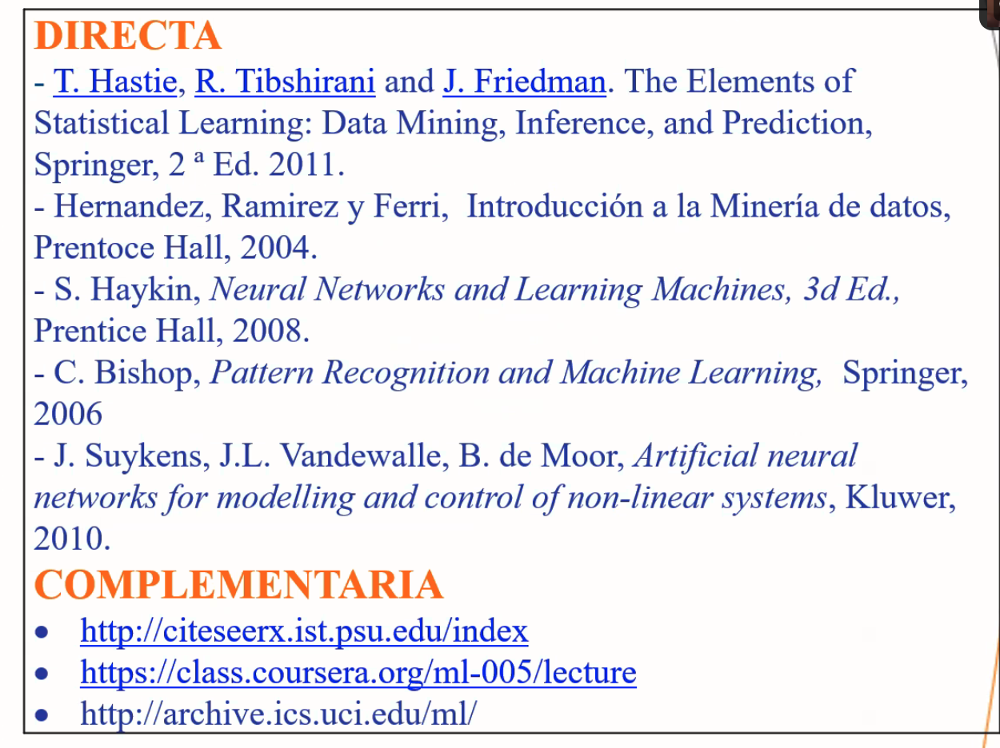 DIRECTA
- T. Hastie, R. Tibshirani and J. Friedman. The Elements of
Statistical Learning: Data Mining, Inference, and Prediction,
Springer, 2 ª Ed. 2011.
- Hernandez, Ramirez y Ferri, Introducción a la Minería de datos,
Prentoce Hall, 2004.
- S. Haykin, Neural Networks and Learning Machines, 3d Ed.,
Prentice Hall, 2008.
- C. Bishop, Pattern Recognition and Machine Learning, Springer,
2006
- J. Suykens, J.L. Vandewalle, B. de Moor, Artificial neural
networks for modelling and control of non-linear systems, Kluwer,
2010.
COMPLEMENTARIA
• http://citeseerx.ist.psu.edu/index
• https://class.coursera.org/ml-005/lecture
• http://archive.ics.uci.edu/ml/